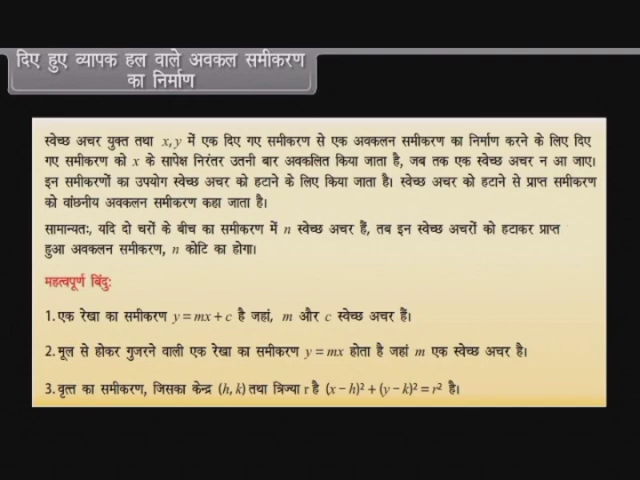 दिए हुए व्यापक हल वाले अवकल समीकरण
का निर्माण
स्वेच्छ अचर युक्त तथा x, y में एक दिए गए समीकरण से एक अवकलन समीकरण का निर्माण करने के लिए दिए
गए समीकरण को x के सापेक्ष निरंतर उतनी बार अवकलित किया जाता है, जब तक एक स्वेच्छ अचर न आ जाए।
इन समीकरणों का उपयोग स्वेच्छ अचर को हटाने के लिए किया जाता है। स्वेच्छ अचर को हटाने से प्राप्त समीकरण
को वांछनीय अवकलन समीकरण कहा जाता है।
सामान्यतः, यदि दो चरों के बीच का समीकरण में n स्वेच्छ अचर हैं, तब इन स्वेच्छ अचरों को हटाकर प्राप्त
हुआ अवकलन समीकरण, n कोटि का होगा।
महत्वपूर्ण बिंदु:
1. एक रेखा का समीकरण y = mx + c है जहां, m और c स्वेच्छ अचर हैं।
2. मूल से होकर गुजरने वाली एक रेखा का समीकरण y = mx होता है जहां m एक स्वेच्छ अचर है।
3. वृत्त का समीकरण, जिसका केन्द्र (h, k) तथा त्रिज्या r है (x – h)² + (y – k)² = r² है।